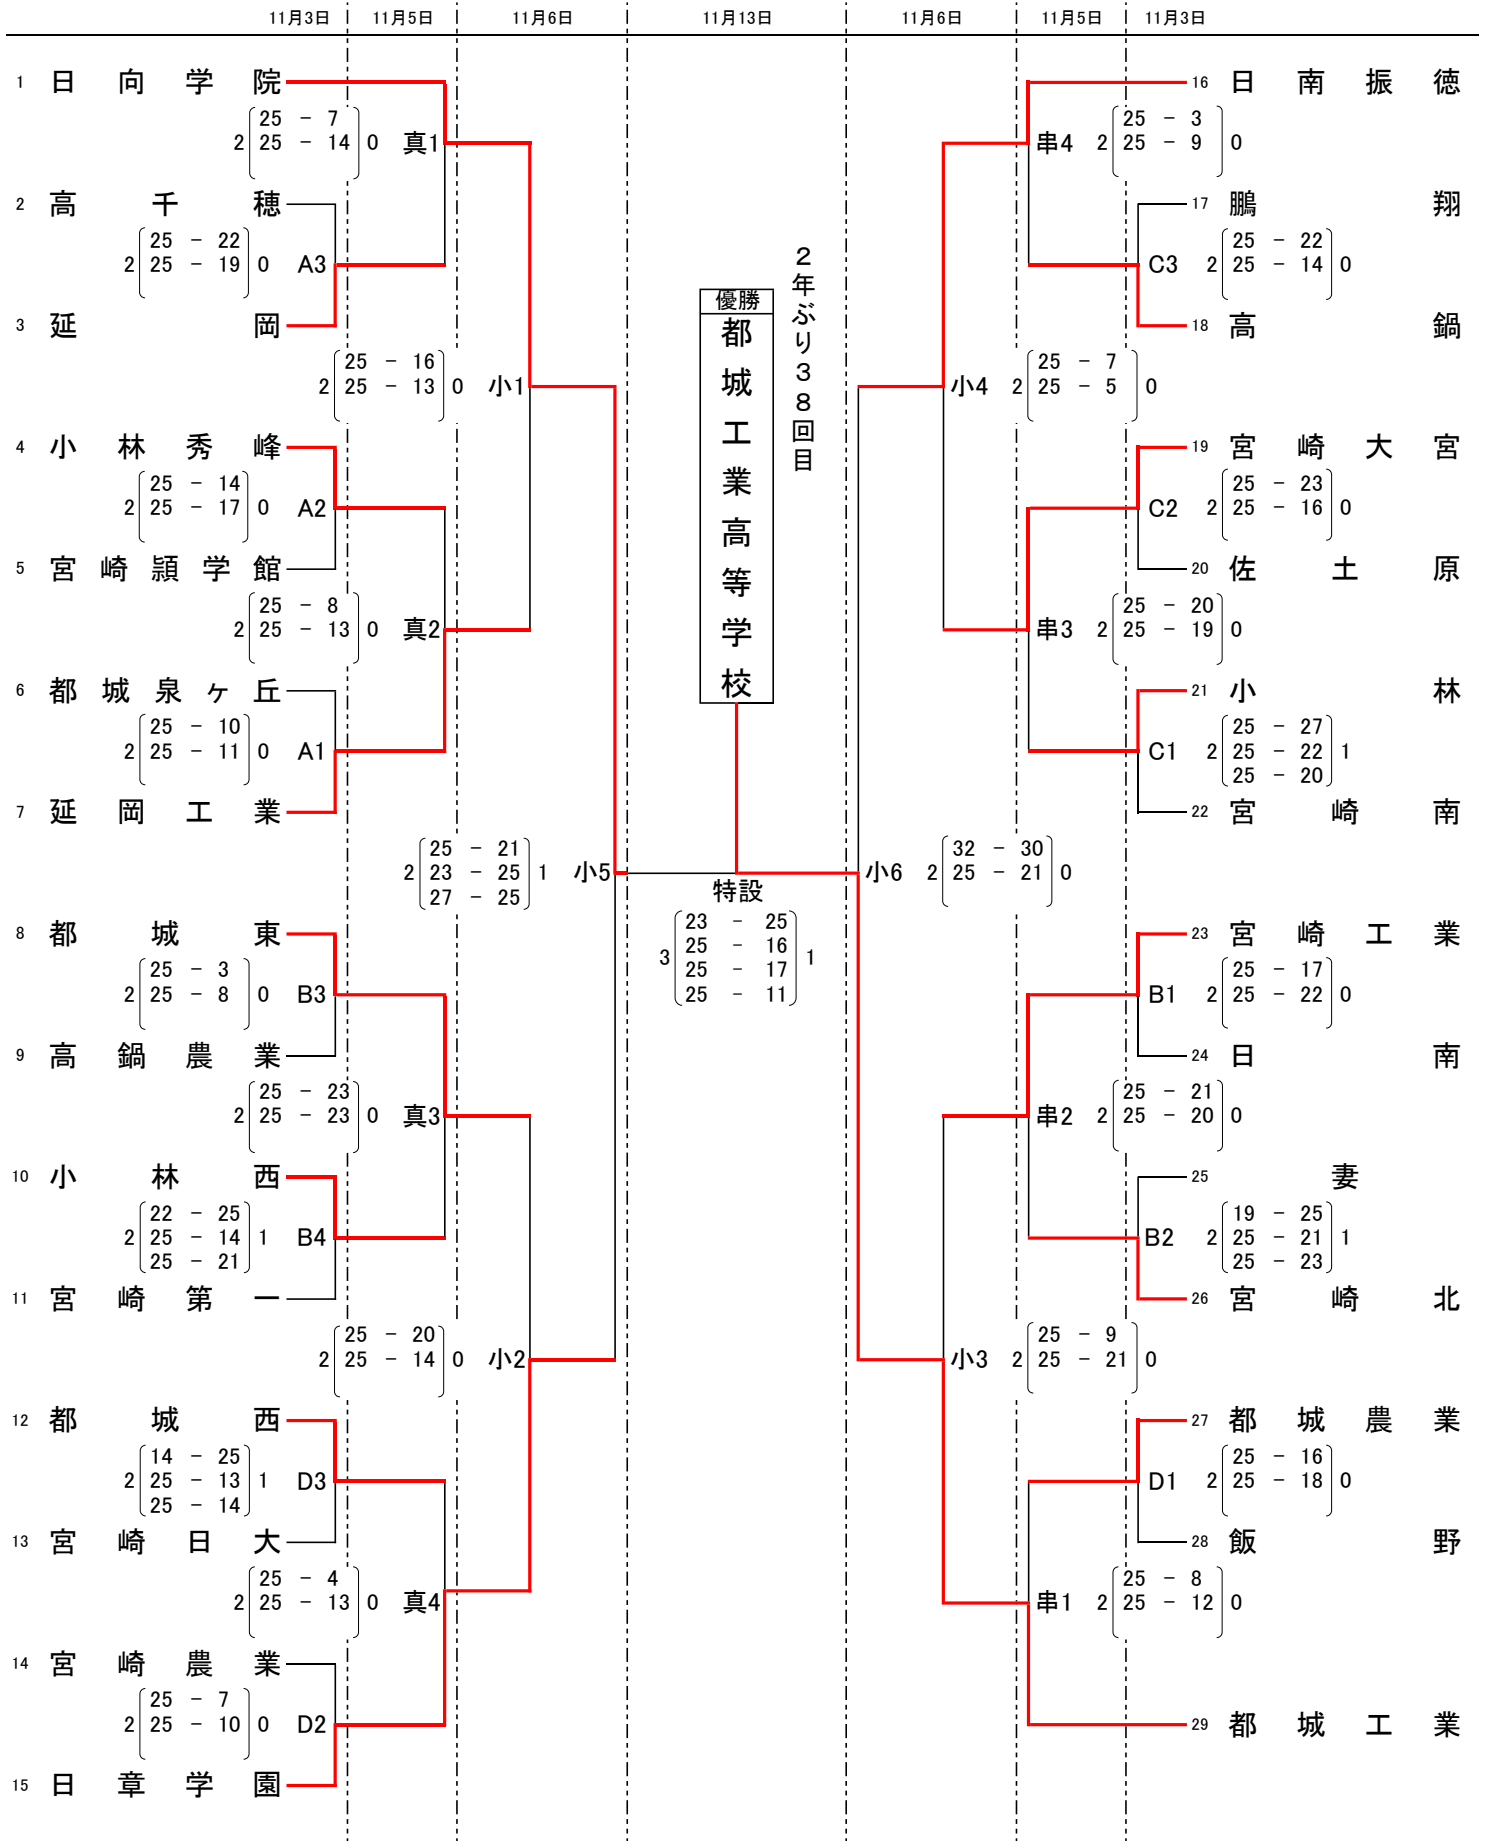 11月3日 11月5日 11月6日 11月13日 11月6日 11月5日 11月3日
1 日向学院
25 - 7
2 25 - 14 0 真1
2 高千穂
25 - 22
2 25 - 19 0 A3
3 延岡
25 - 16
2 25 - 13 0 小1
4 小林秀峰
25 - 14
2 25 - 17 0 A2
5 宮崎頴学館
25 - 8
2 25 - 13 0 真2
6 都城泉ヶ丘
25 - 10
2 25 - 11 0 A1
7 延岡工業
25 - 21
2 23 - 25 1 小5
27 - 25
8 都城東
25 - 3
2 25 - 8 0 B3
9 高鍋農業
25 - 23
2 25 - 23 0 真3
10 小林西
22 - 25
2 25 - 14 1 B4
25 - 21
11 宮崎第一
25 - 20
2 25 - 14 0 小2
12 都城西
14 - 25
2 25 - 13 1 D3
25 - 14
13 宮崎日大
25 - 4
2 25 - 13 0 真4
14 宮崎農業
25 - 7
2 25 - 10 0 D2
15 日章学園
優勝
都城工業高等学校
2年ぶり38回目
特設
23 - 25
25 - 16
3 25 - 17 1
25 - 11
16 日南振徳
25 - 3
串4 2 25 - 9 0
17 鵬翔
25 - 22
C3 2 25 - 14 0
18 高鍋
25 - 7
小4 2 25 - 5 0
19 宮崎大宮
25 - 23
C2 2 25 - 16 0
20 佐土原
25 - 20
串3 2 25 - 19 0
21 小林
25 - 27
C1 2 25 - 22 1
25 - 20
22 宮崎南
32 - 30
小6 2 25 - 21 0
23 宮崎工業
25 - 17
B1 2 25 - 22 0
24 日南
25 - 21
串2 2 25 - 20 0
25 妻
19 - 25
B2 2 25 - 21 1
25 - 23
26 宮崎北
25 - 9
小3 2 25 - 21 0
27 都城農業
25 - 16
D1 2 25 - 18 0
28 飯野
25 - 8
串1 2 25 - 12 0
29 都城工業